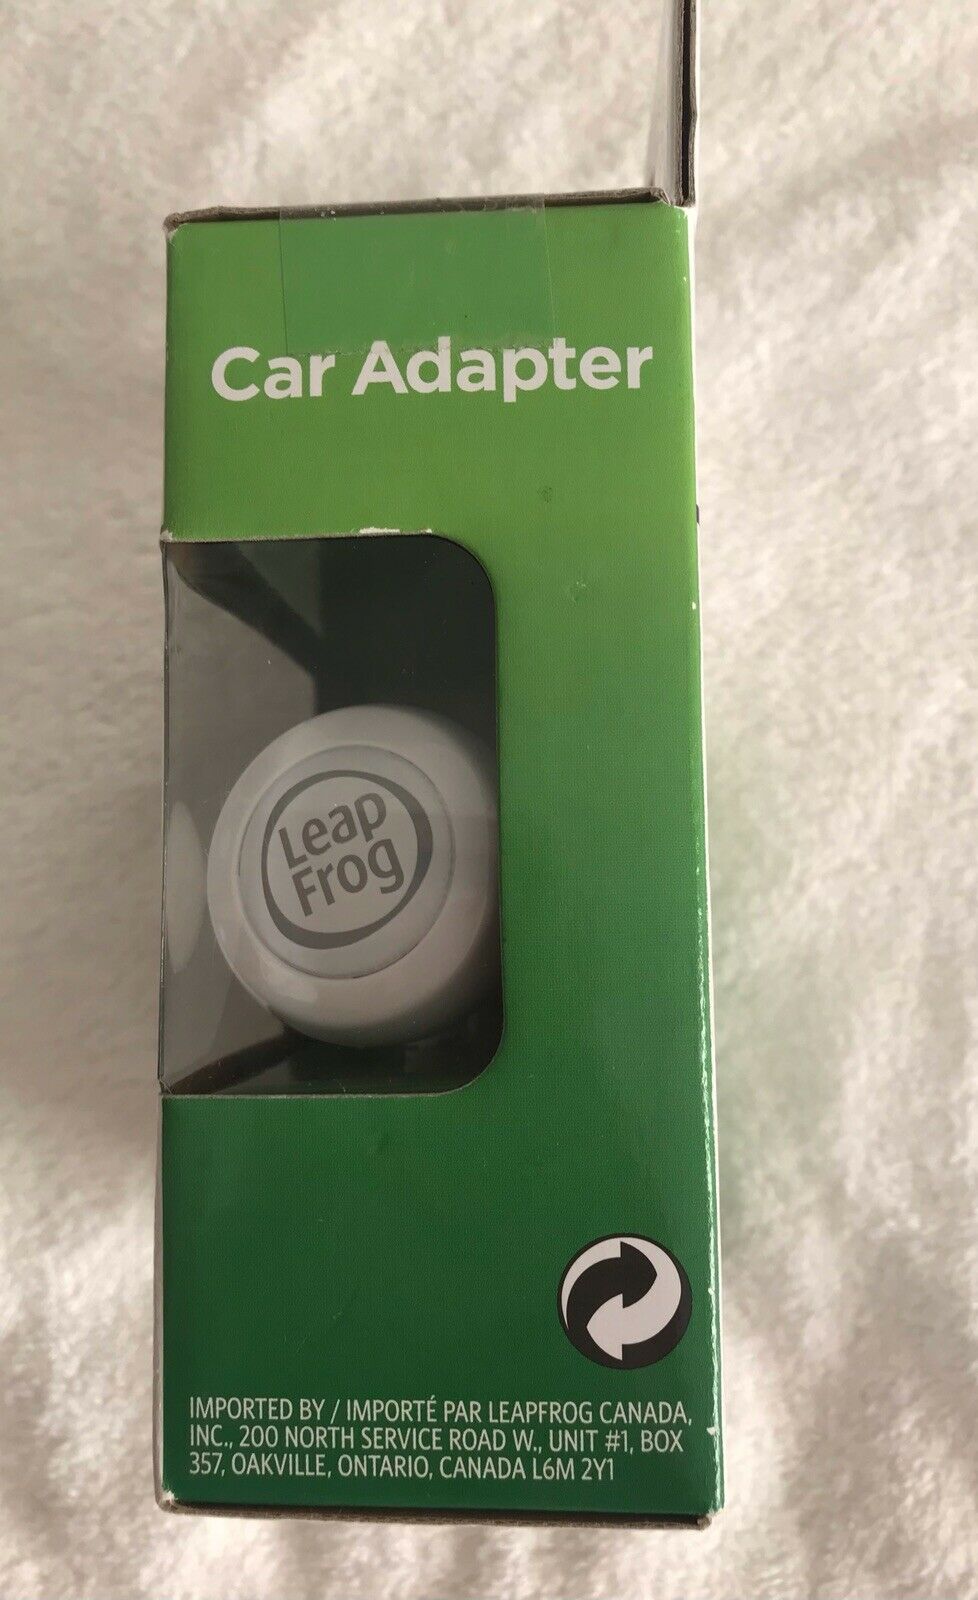 Car Adapter
Leap
Frog
IMPORTED BY / IMPORTÉ PAR LEAPFROG CANADA,
INC., 200 NORTH SERVICE ROAD W., UNIT #1, BOX
357, OAKVILLE, ONTARIO, CANADA L6M 2Y1